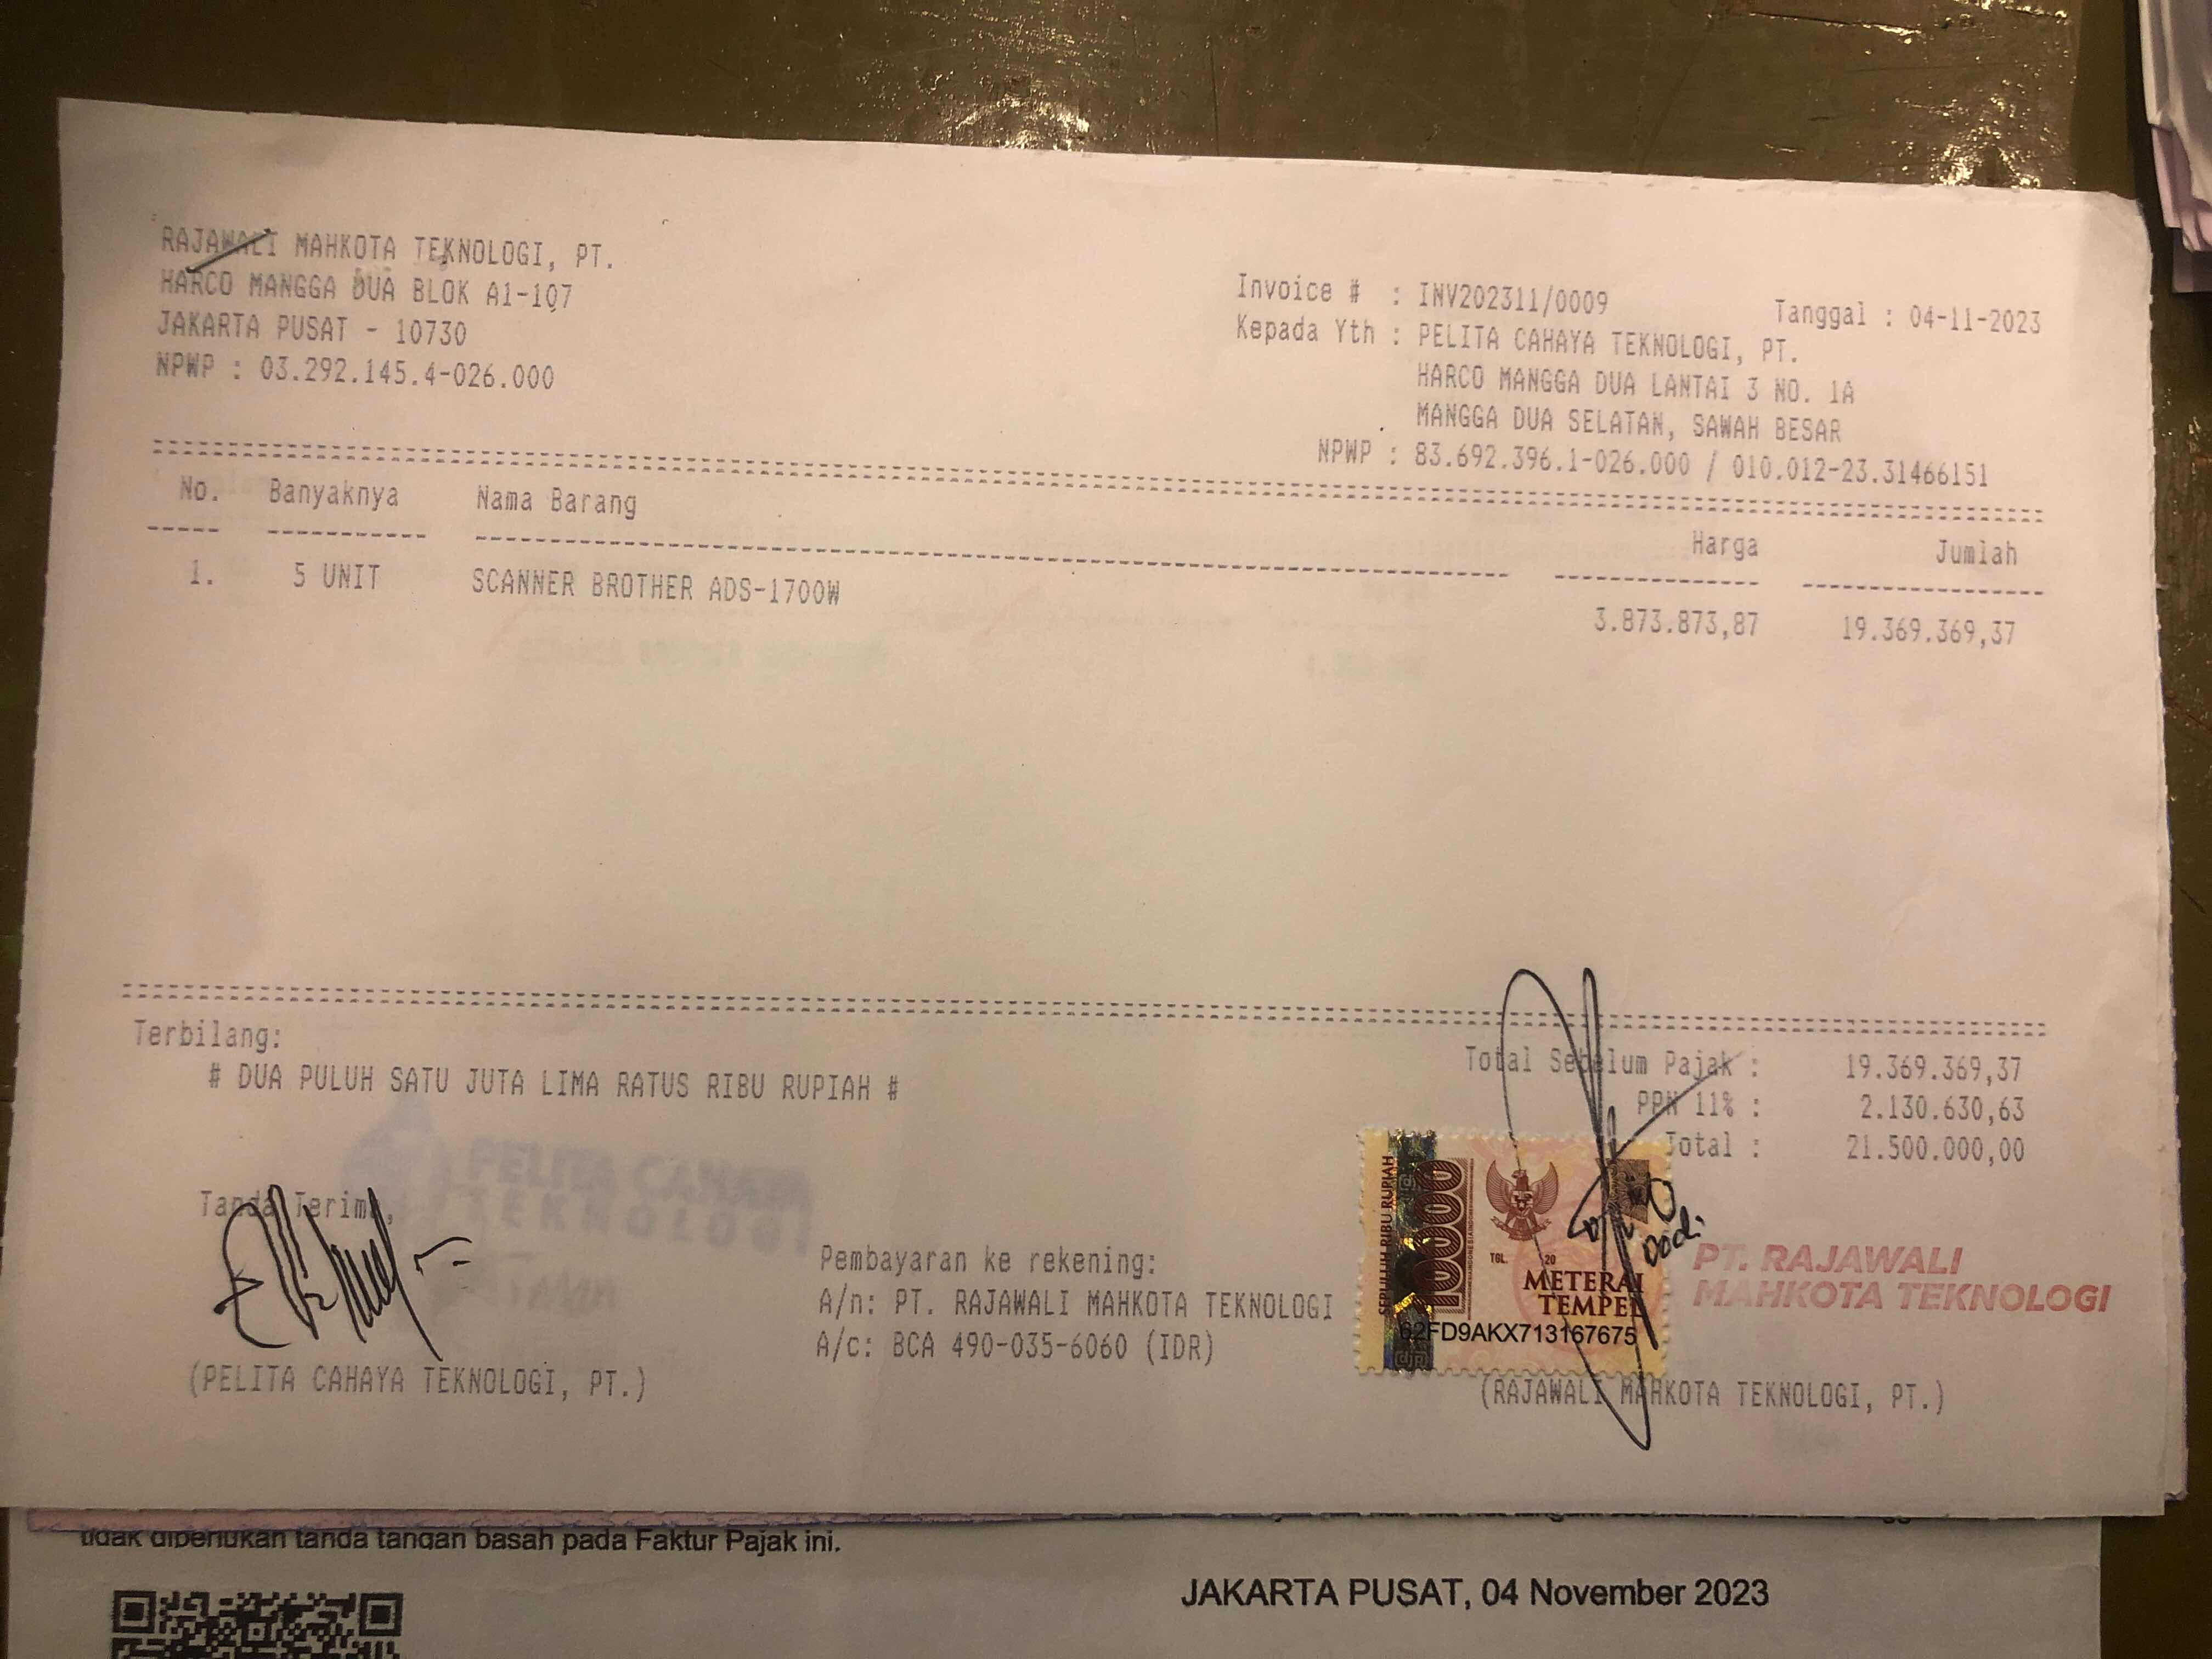 RAJAWALI MAHKOTA TEKNOLOGI, PT.
HARCO MANGGA DUA BLOK A1-107
JAKARTA PUSAT - 10730
NPWP : 03.292.145.4-026.000
Invoice # : INV202311/0009 Tanggal : 04-11-2023
Kepada Yth : PELITA CAHAYA TEKNOLOGI, PT.
HARCO MANGGA DUA LANTAI 3 NO. 1A
MANGGA DUA SELATAN, SAWAH BESAR
NPWP : 83.692.396.1-026.000 / 010.012-23.31466151
No. Banyaknya Nama Barang Harga Jumlah
1. 5 UNIT SCANNER BROTHER ADS-1700W 3.873.873,87 19.369.369,37
Terbilang:
# DUA PULUH SATU JUTA LIMA RATUS RIBU RUPIAH #
Total Sebelum Pajak : 19.369.369,37
PPN 11% : 2.130.630,63
Total : 21.500.000,00
PELITA CAHAYA
TEKNOLOGI
Tanda Terima,
Pembayaran ke rekening:
A/n: PT. RAJAWALI MAHKOTA TEKNOLOGI
A/c: BCA 490-035-6060 (IDR)
SEPULUH RIBU RUPIAH
10000
TGL. 20
METERAI
TEMPEL
62FD9AKX713167675
Dodi
PT. RAJAWALI
MAHKOTA TEKNOLOGI
(PELITA CAHAYA TEKNOLOGI, PT.)
(RAJAWALI MAHKOTA TEKNOLOGI, PT.)
tidak diperlukan tanda tangan basah pada Faktur Pajak ini.
JAKARTA PUSAT, 04 November 2023